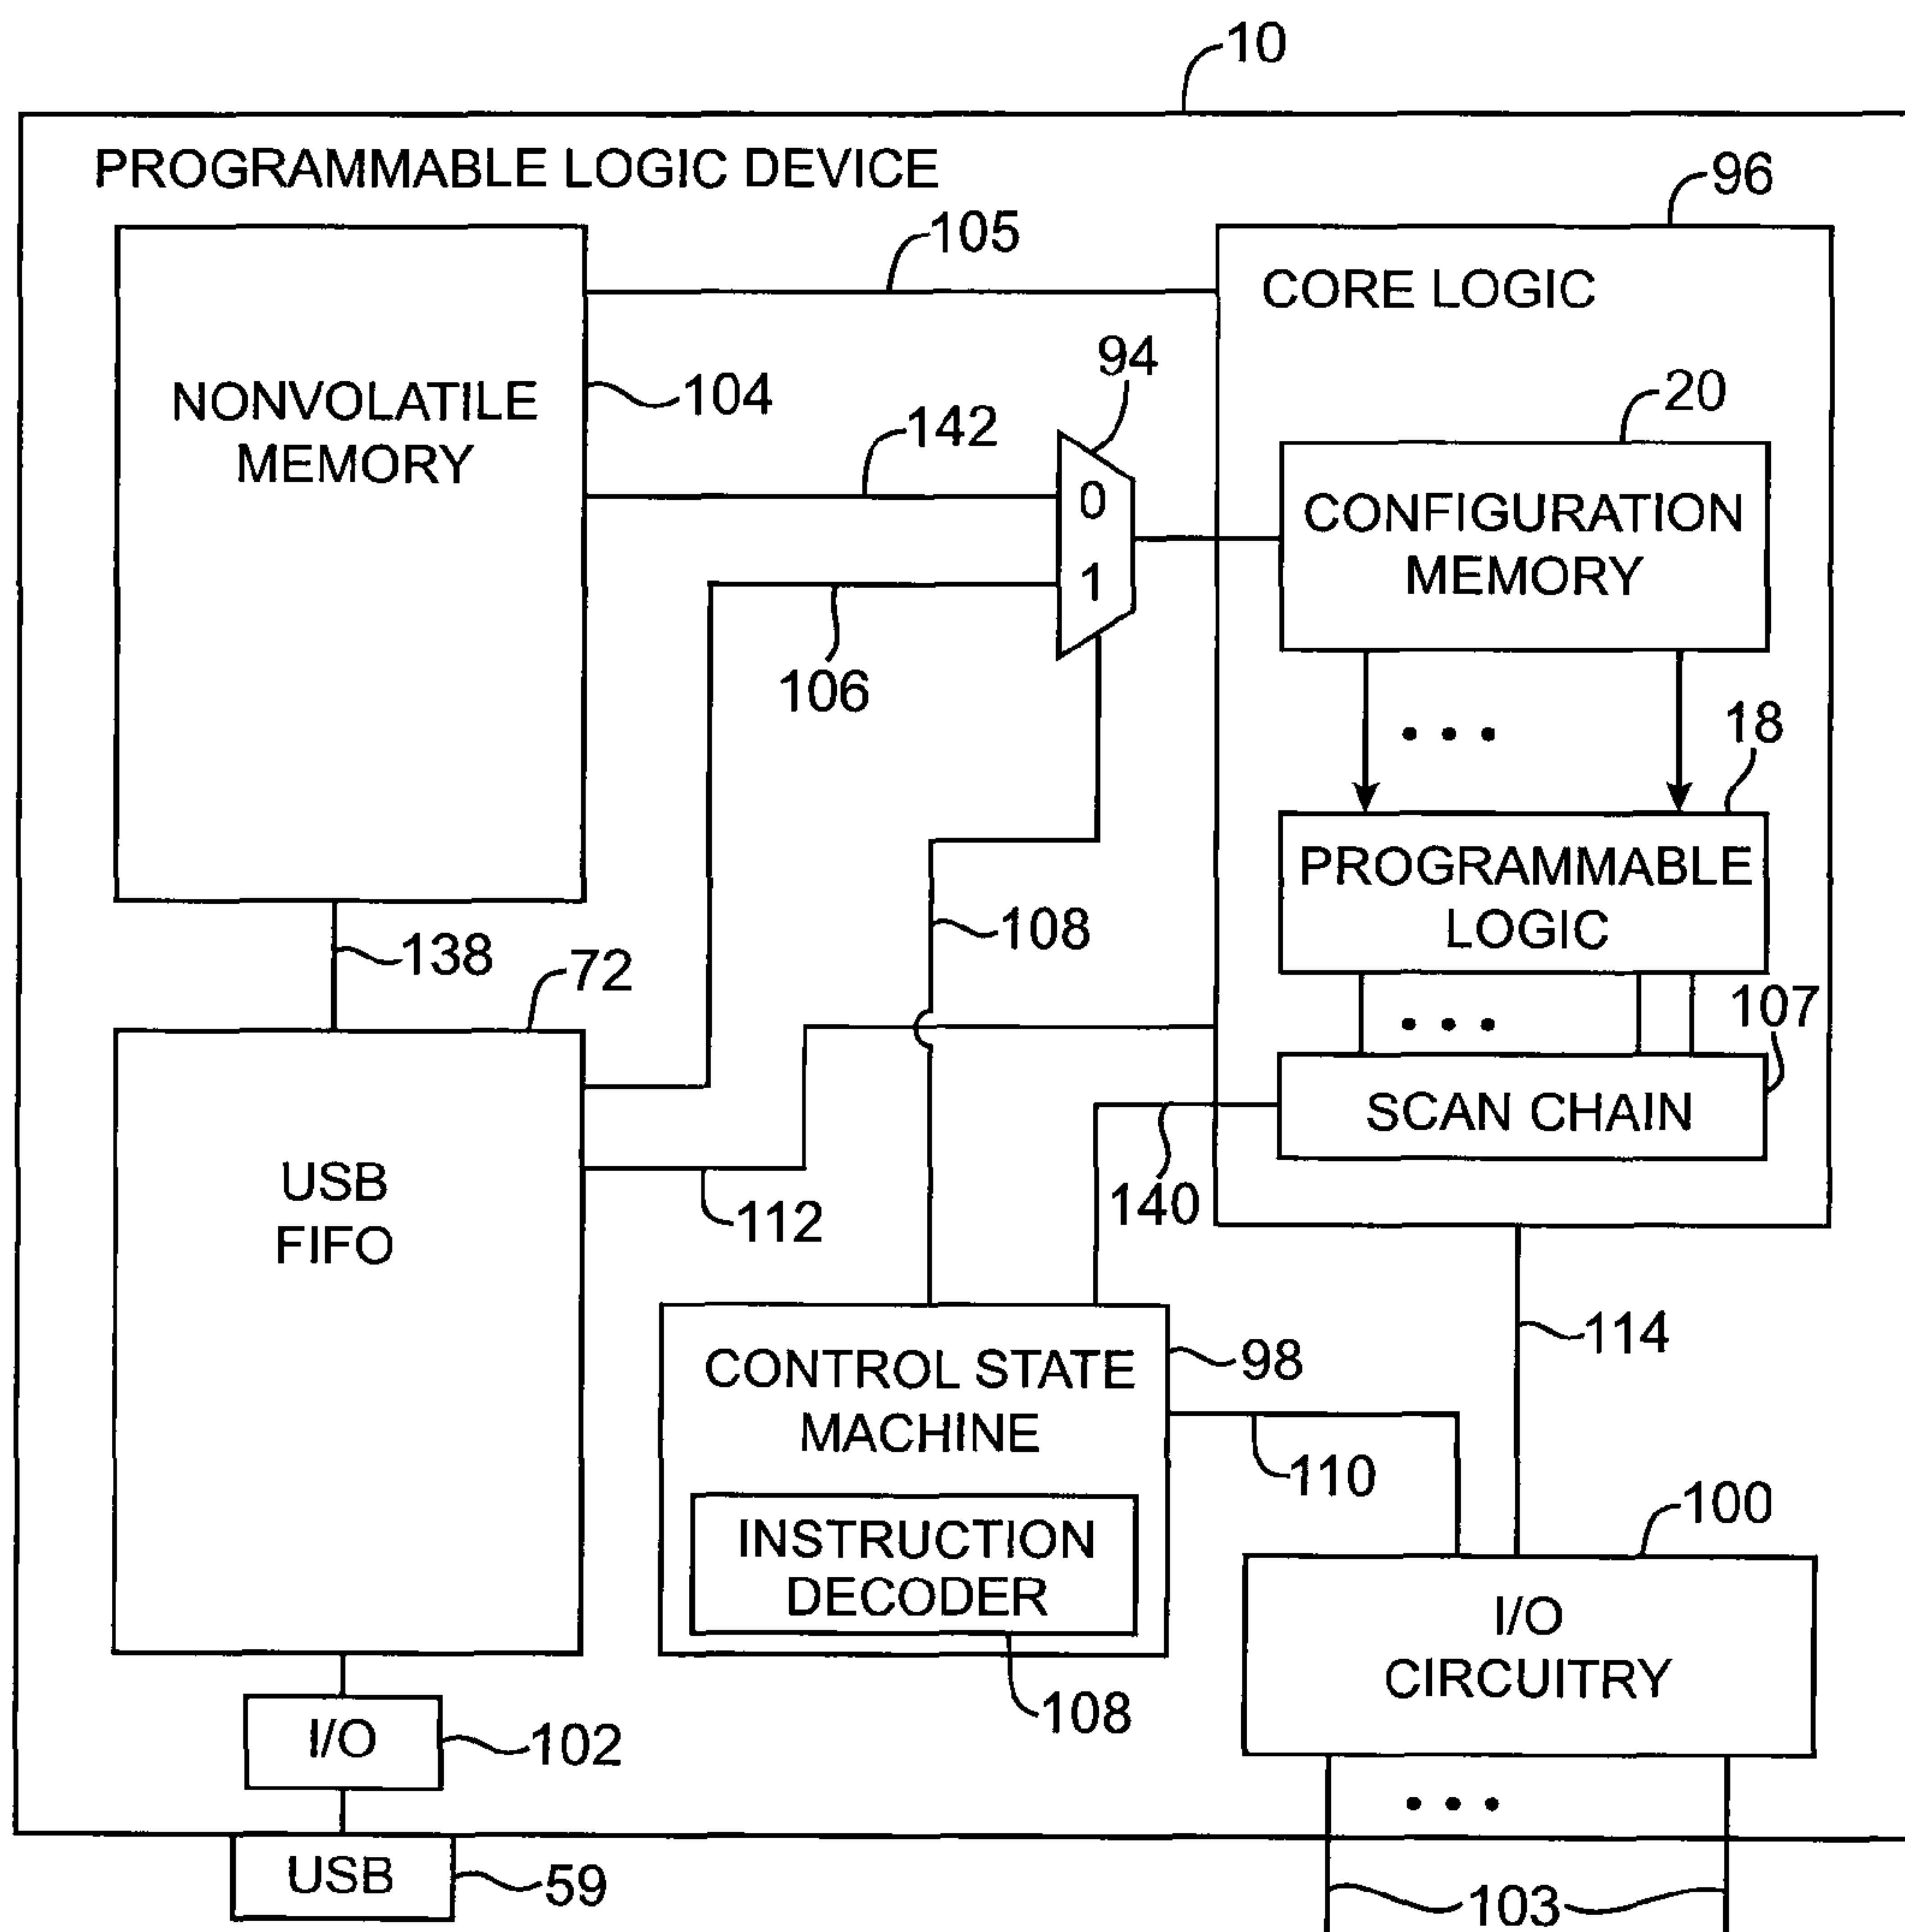 10
PROGRAMMABLE LOGIC DEVICE
96
105
CORE LOGIC
94
20
NONVOLATILE
MEMORY
104
142
0
1
CONFIGURATION
MEMORY
106
18
PROGRAMMABLE
LOGIC
108
138
72
107
SCAN CHAIN
USB
FIFO
112
140
114
CONTROL STATE
MACHINE
98
110
INSTRUCTION
DECODER
100
I/O
CIRCUITRY
108
I/O
102
USB
59
103